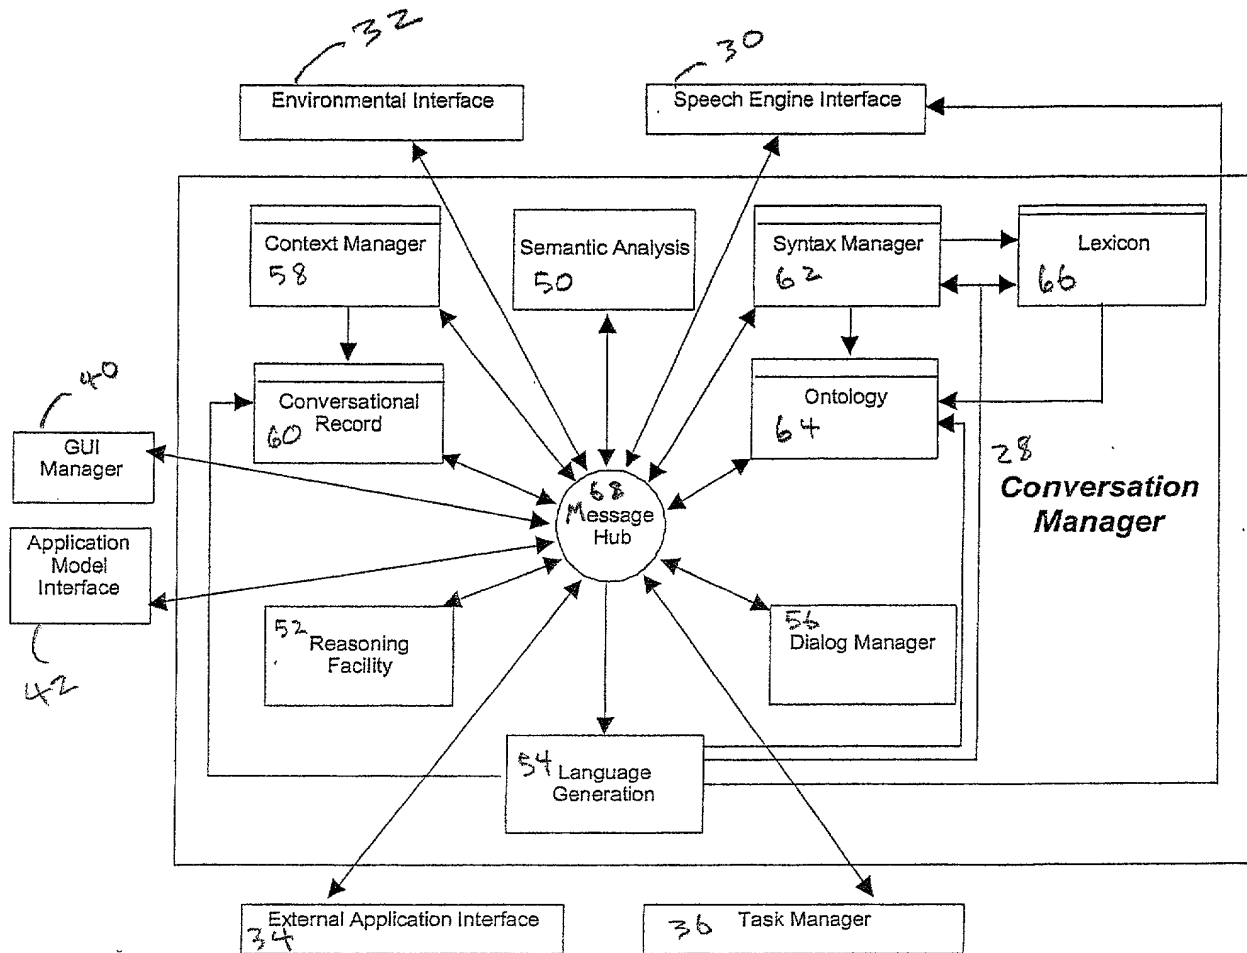 32
30
Environmental Interface
Speech Engine Interface
Context Manager
58
Semantic Analysis
50
Syntax Manager
62
Lexicon
66
40
Conversational
Record
60
Ontology
64
GUI
Manager
28
Conversation
Manager
68
Message
Hub
Application
Model
Interface
42
52
Reasoning
Facility
56
Dialog Manager
54
Language
Generation
External Application Interface
34
36
Task Manager